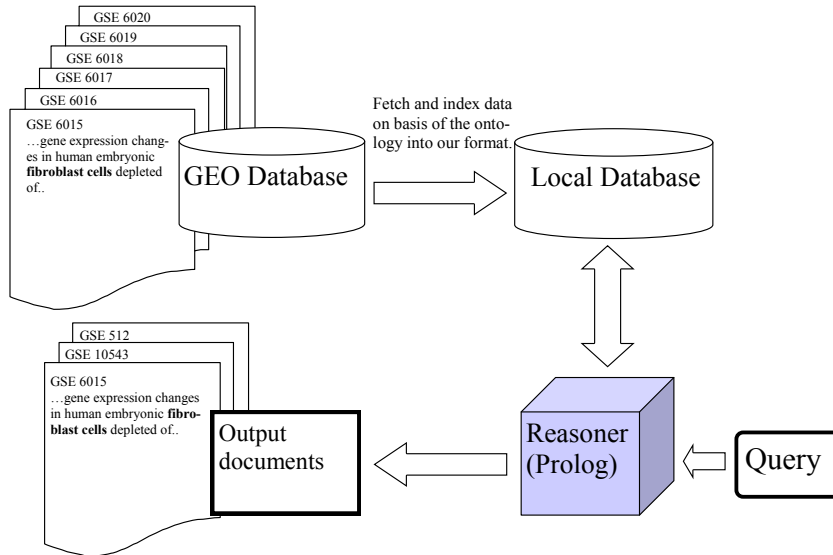 GSE 6020
GSE 6019
GSE 6018
GSE 6017
GSE 6016
GSE 6015
…gene expression chang-
es in human embryonic
fibroblast cells depleted
of..
GEO Database
Fetch and index data
on basis of the onto-
logy into our format.
Local Database
GSE 512
GSE 10543
GSE 6015
…gene expression changes
in human embryonic fibro-
blast cells depleted of..
Output
documents
Reasoner
(Prolog)
Query